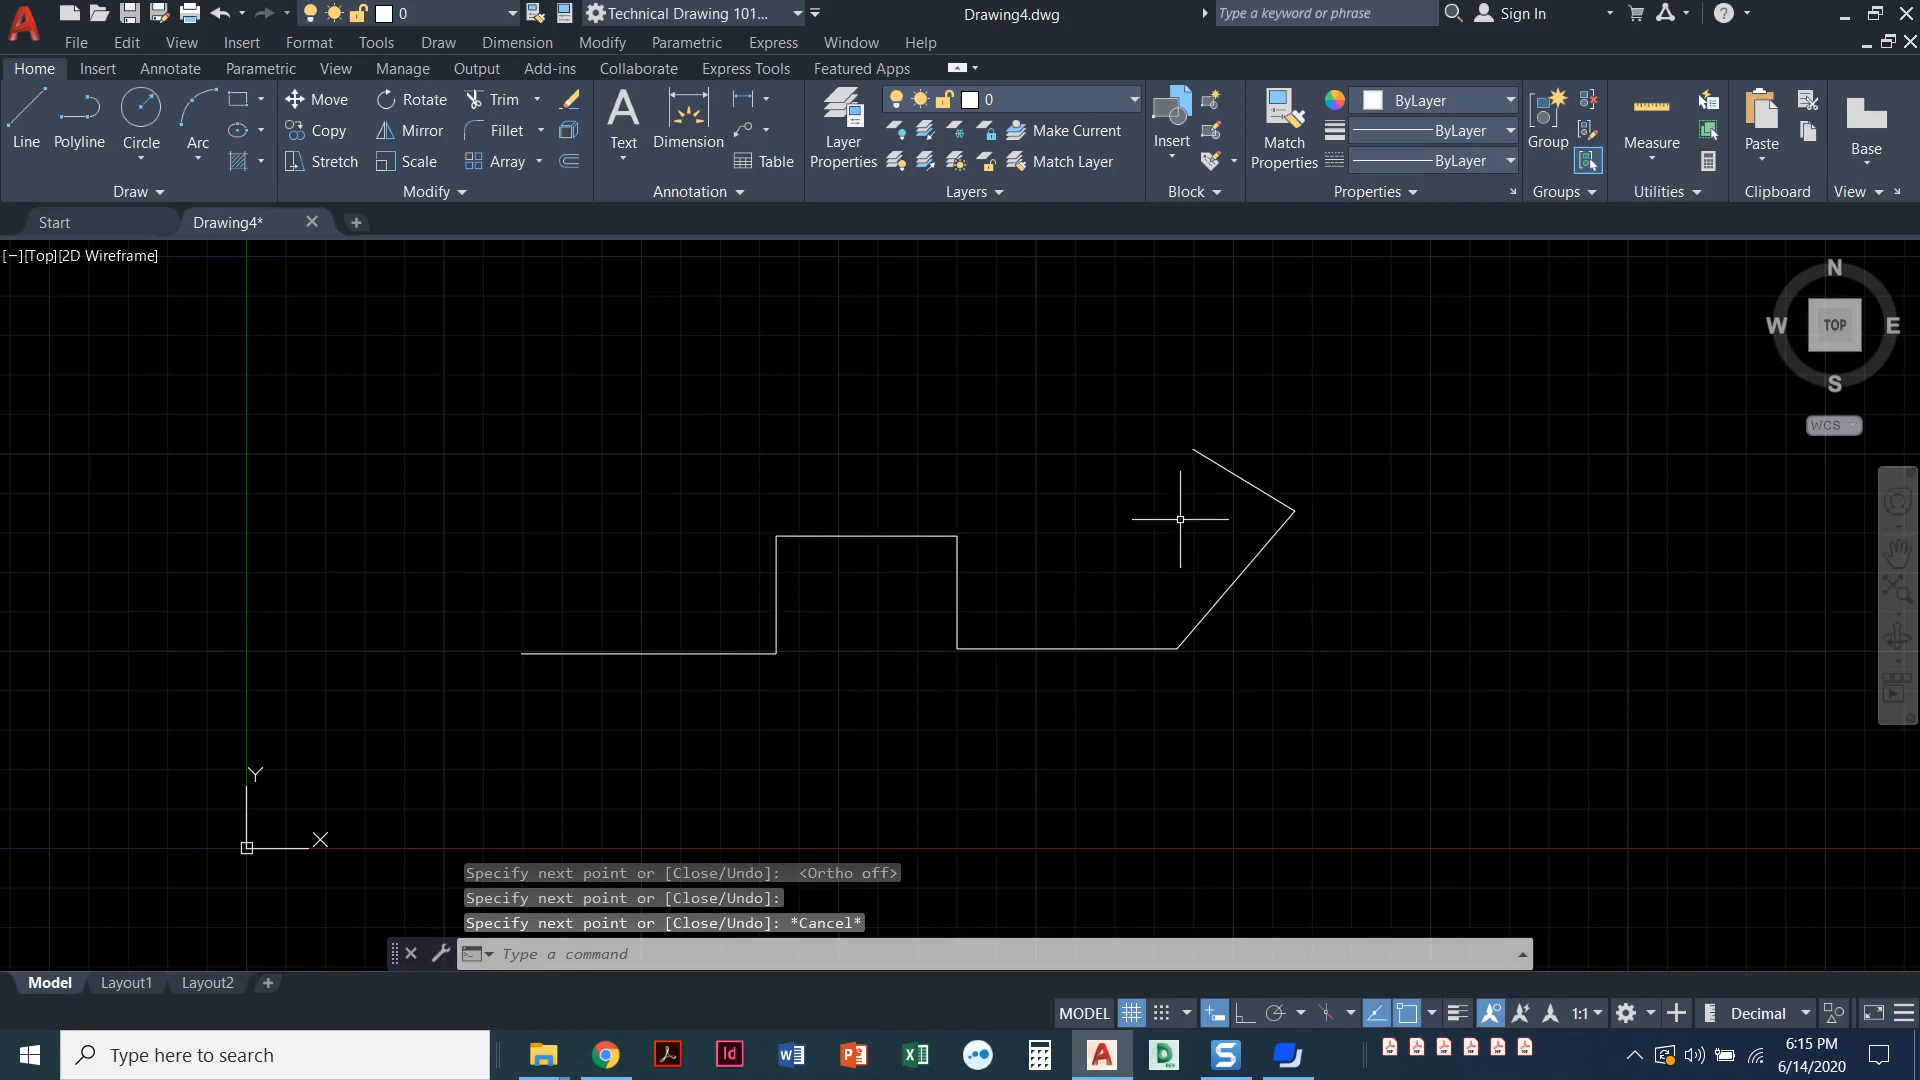 0 Technical Drawing 101... Drawing4.dwg Type a keyword or phrase Sign In
File Edit View Insert Format Tools Draw Dimension Modify Parametric Express Window Help
Home Insert Annotate Parametric View Manage Output Add-ins Collaborate Express Tools Featured Apps
Line Polyline Circle Arc
Move Rotate Trim
Copy Mirror Fillet
Stretch Scale Array
Text Dimension Table
Layer Properties
0
Make Current
Match Layer
Insert
Match Properties
ByLayer
ByLayer
ByLayer
Group Measure Paste Base
Draw Modify Annotation Layers Block Properties Groups Utilities Clipboard View
Start Drawing4*
[−][Top][2D Wireframe]
N
W TOP E
S
WCS
Y
X
Specify next point or [Close/Undo]: <Ortho off>
Specify next point or [Close/Undo]:
Specify next point or [Close/Undo]: *Cancel*
Type a command
Model Layout1 Layout2
MODEL 1:1 Decimal
Type here to search
6:15 PM
6/14/2020